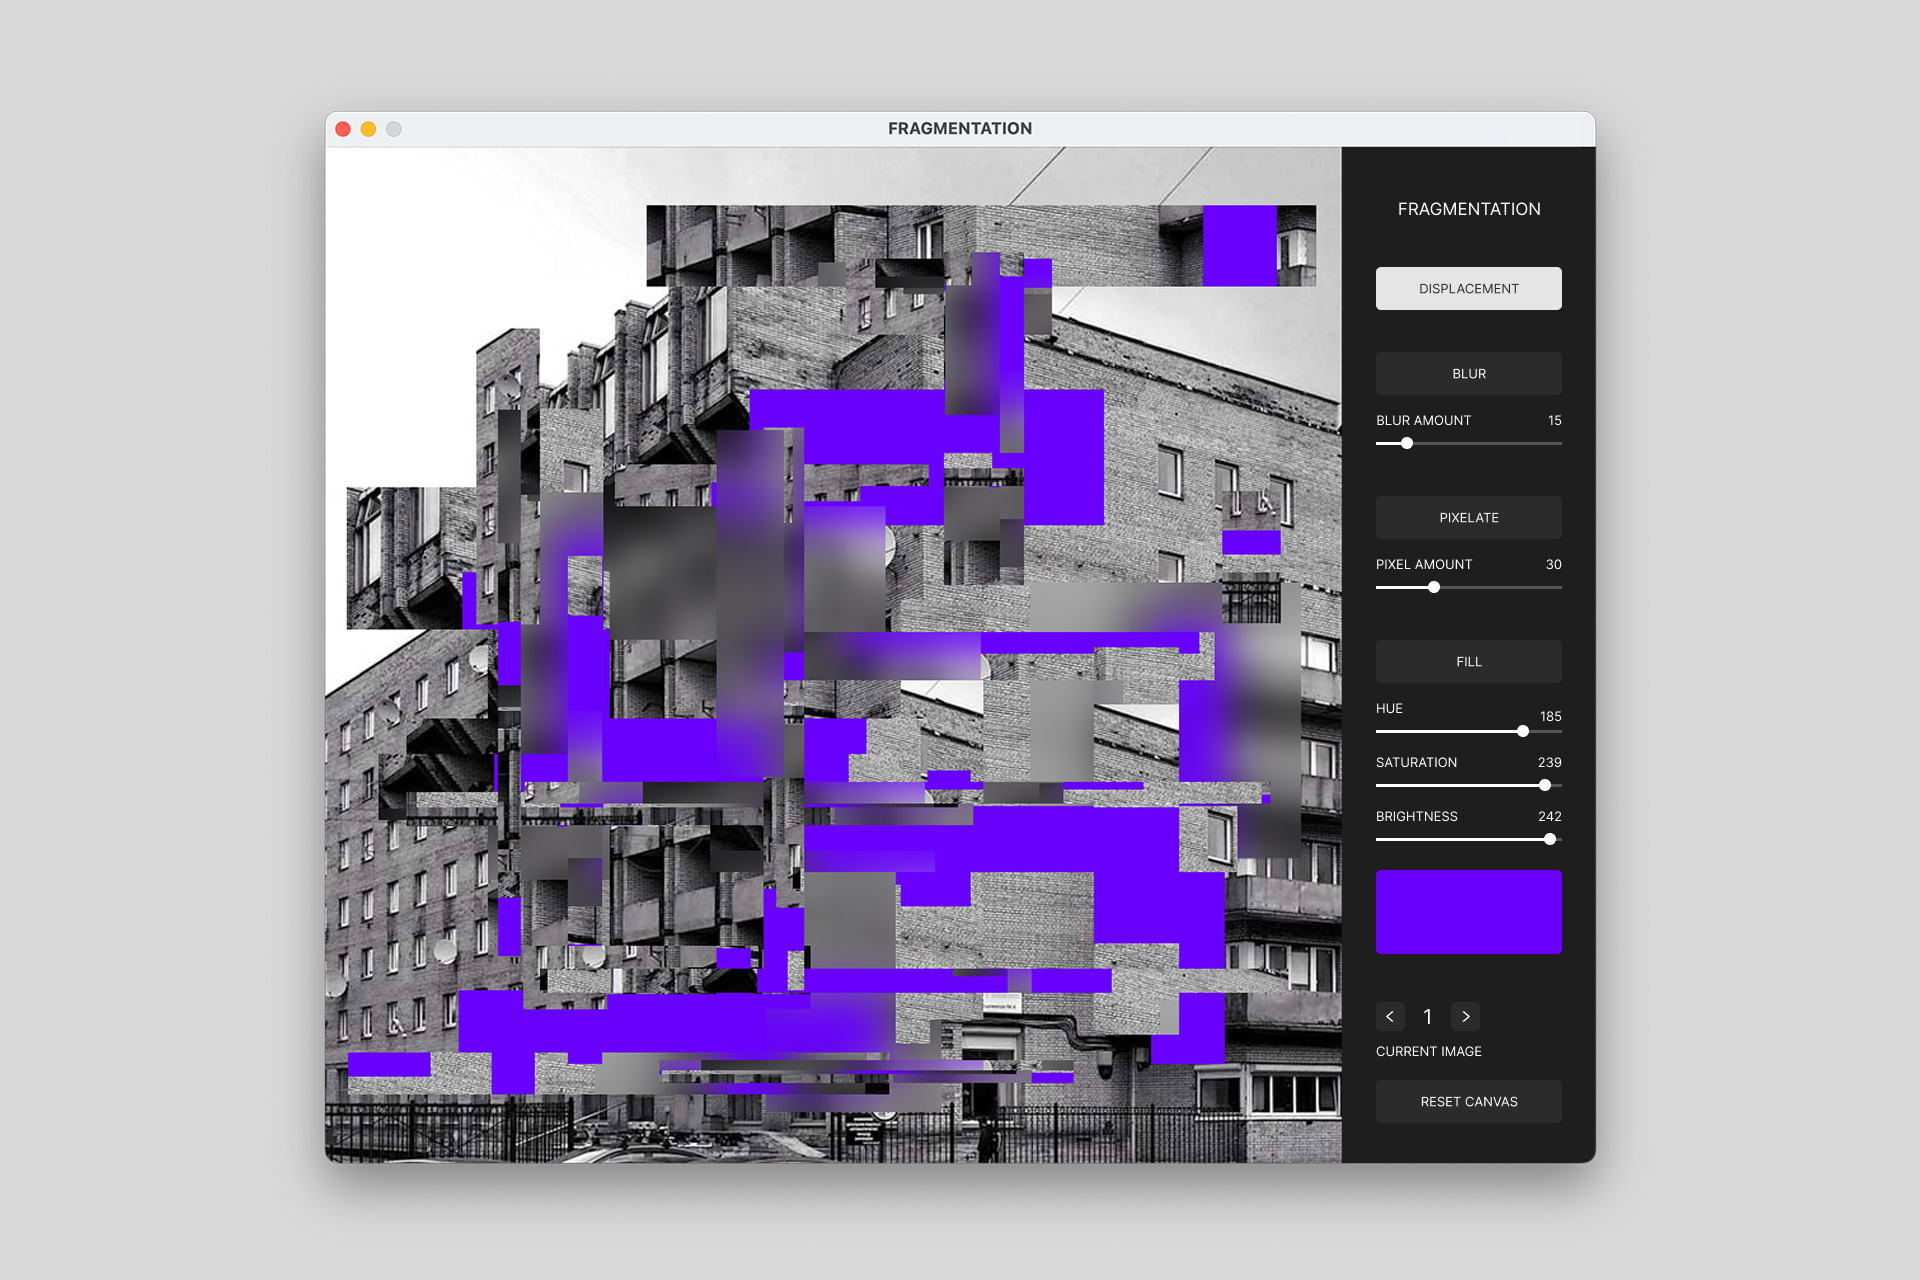 FRAGMENTATION
FRAGMENTATION
DISPLACEMENT
BLUR
BLUR AMOUNT 15
PIXELATE
PIXEL AMOUNT 30
FILL
HUE 185
SATURATION 239
BRIGHTNESS 242
< 1 >
CURRENT IMAGE
RESET CANVAS